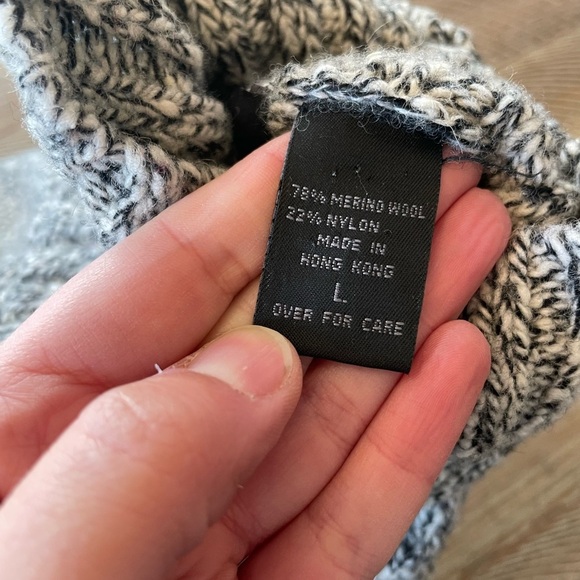 78% MERINO WOOL
22% NYLON
MADE IN
HONG KONG
L
OVER FOR CARE